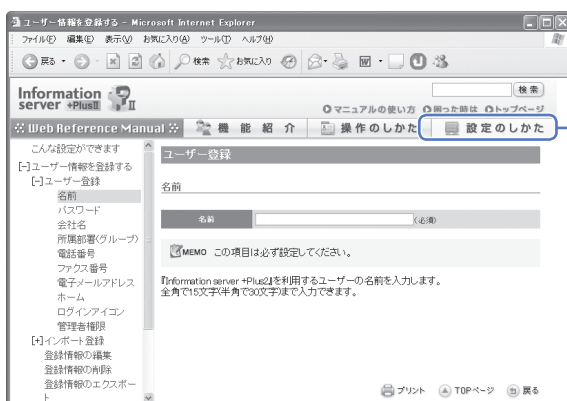 ユーザー情報を登録する - Microsoft Internet Explorer
ファイル(F) 編集(E) 表示(V) お気に入り(A) ツール(T) ヘルプ(H)
戻る 検索 お気に入り
Information server +PlusⅡ Ⅱ
検索
マニュアルの使い方 困った時は トップページ
Web Reference Manual 機能紹介 操作のしかた 設定のしかた
こんな設定ができます
[-]ユーザー情報を登録する
[-]ユーザー登録
名前
パスワード
会社名
所属部署(グループ)
電話番号
ファクス番号
電子メールアドレス
ホーム
ログインアイコン
管理者権限
[+]インポート登録
登録情報の編集
登録情報の削除
登録情報のエクスポート
ユーザー登録
名前
名前 (必須)
MEMO この項目は必ず設定してください。
『Information server +Plus2』を利用するユーザーの名前を入力します。
全角で15文字(半角で30文字)まで入力できます。
プリント TOPページ 戻る